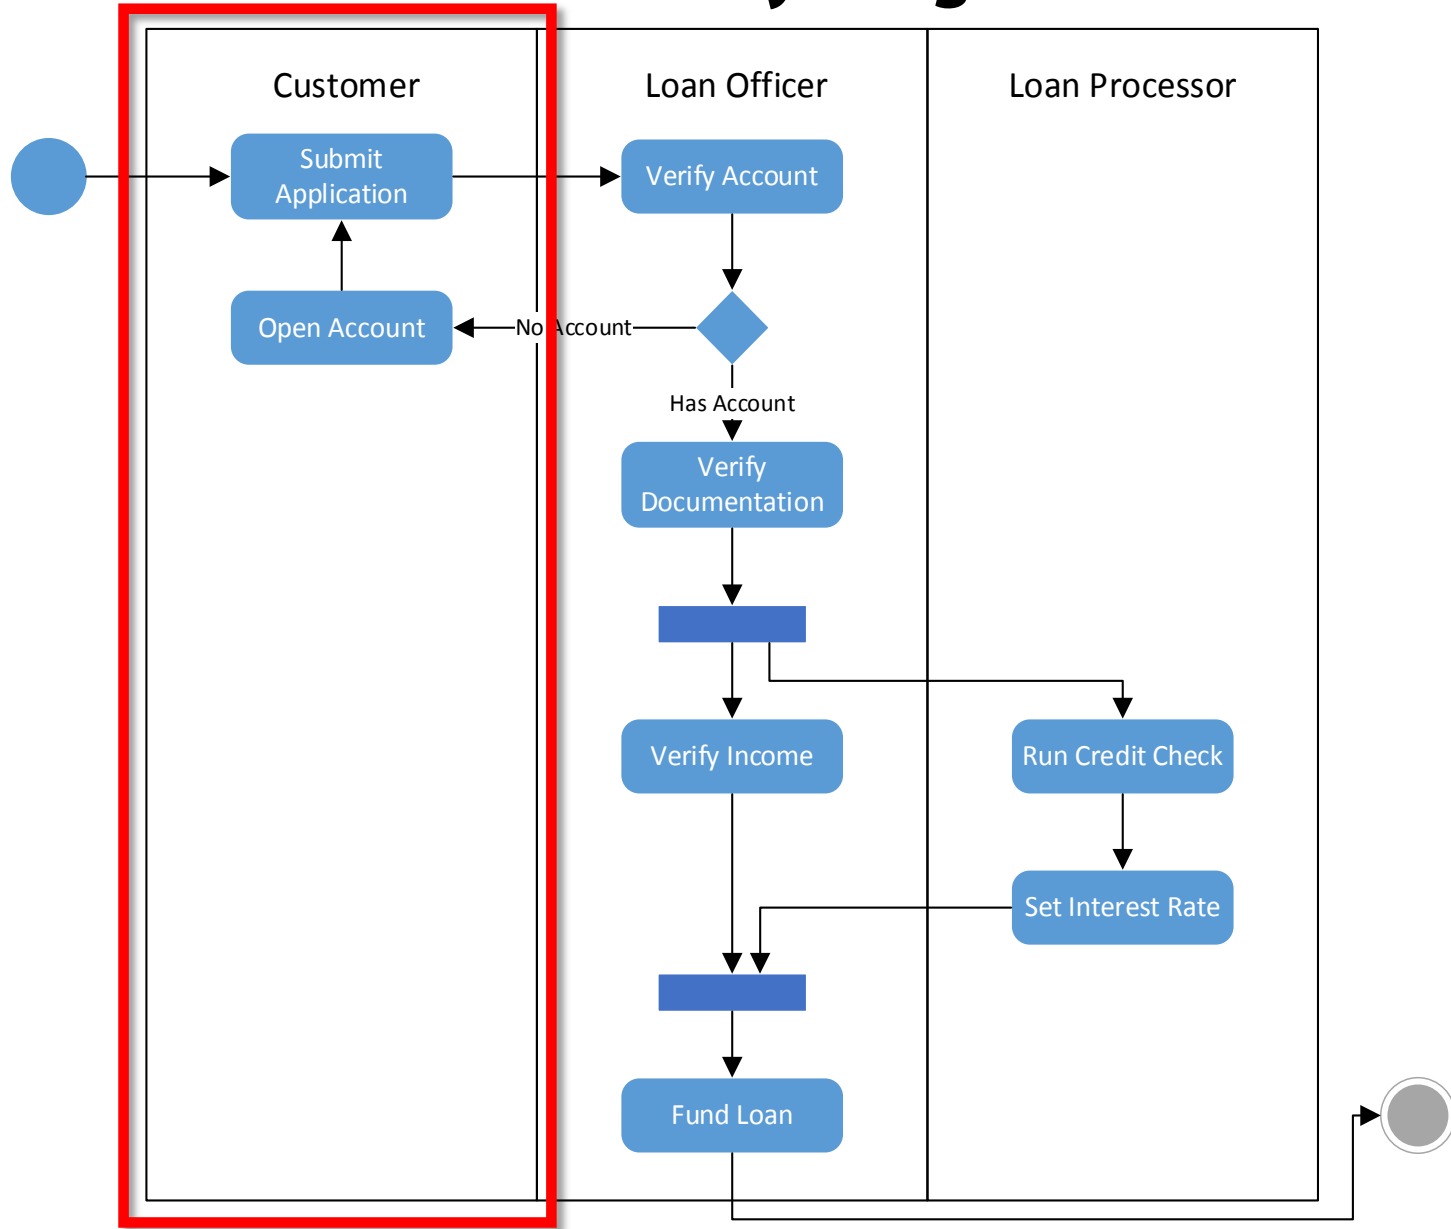 Customer
Loan Officer
Loan Processor
Submit
Application
Verify Account
Open Account
No Account
Has Account
Verify
Documentation
Verify Income
Run Credit Check
Set Interest Rate
Fund Loan